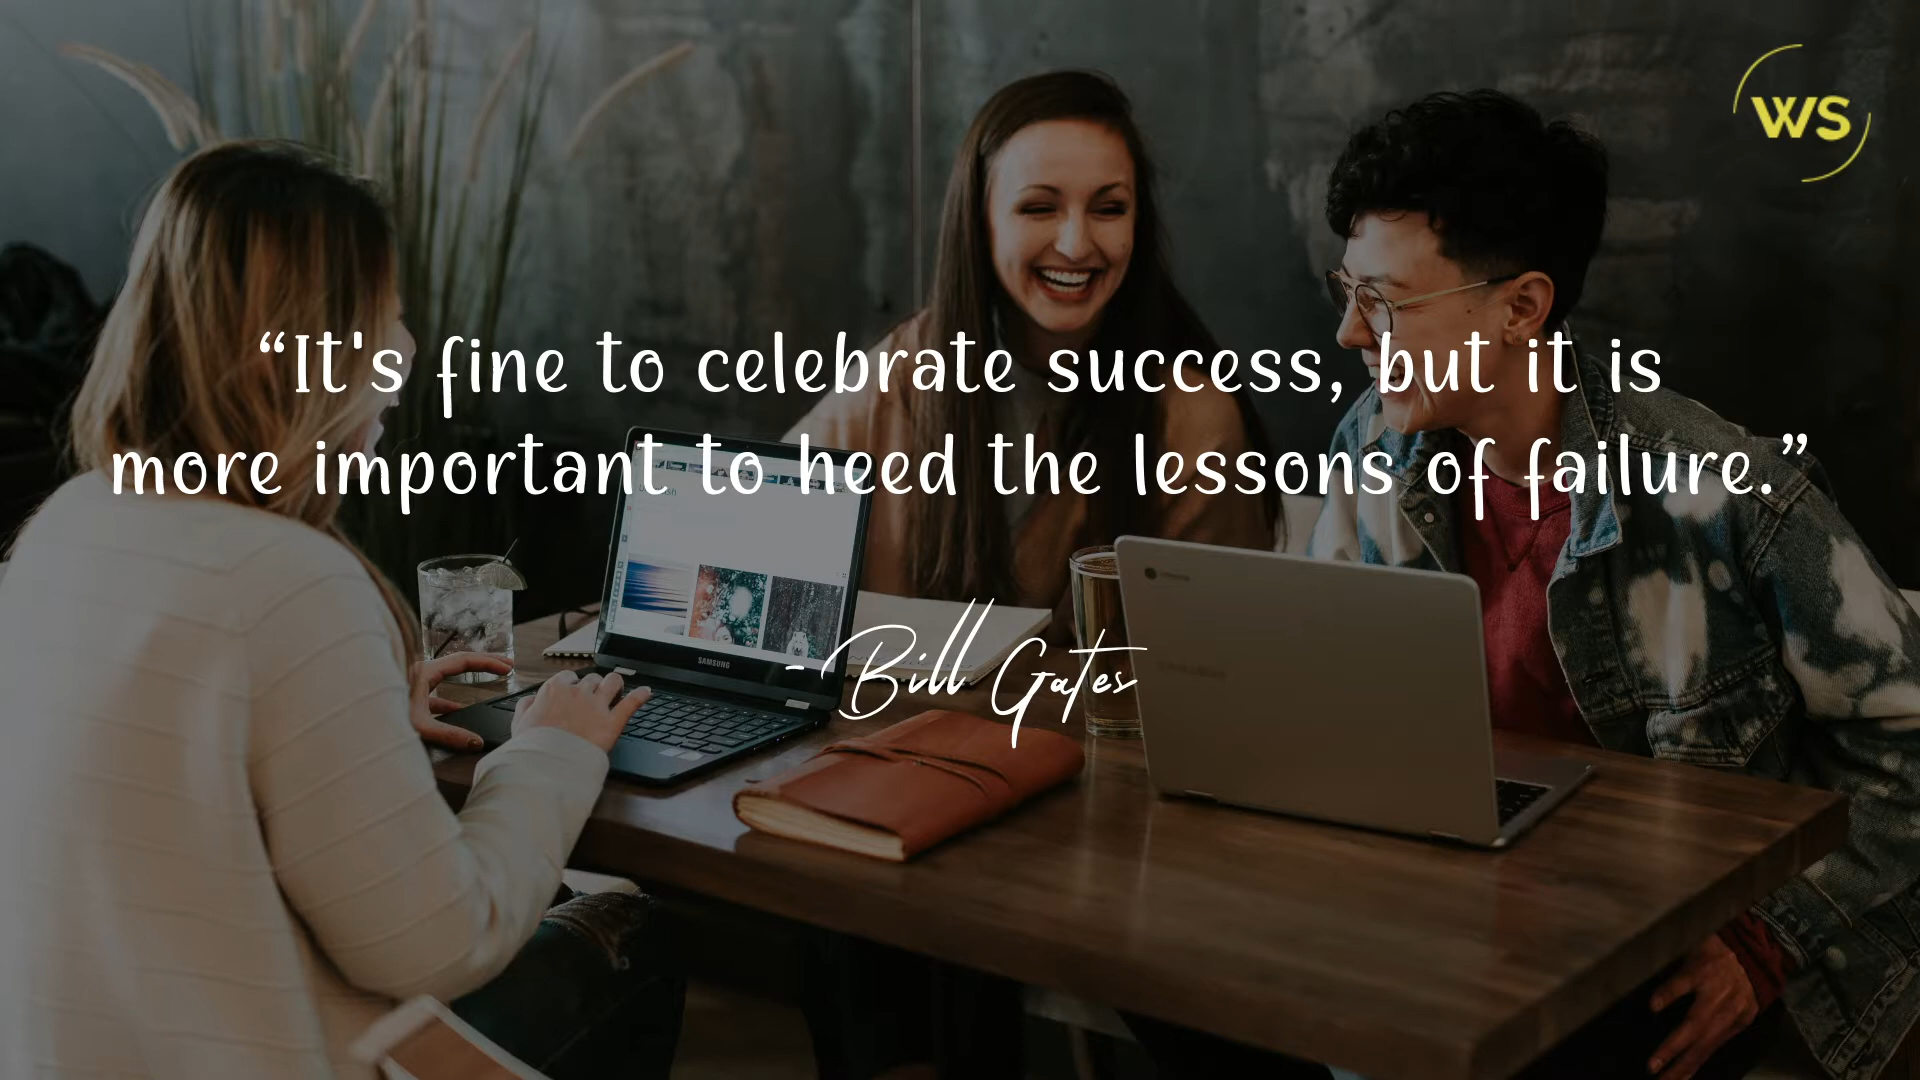 WS
“It's fine to celebrate success, but it is
more important to heed the lessons of failure.”
- Bill Gates
SAMSUNG